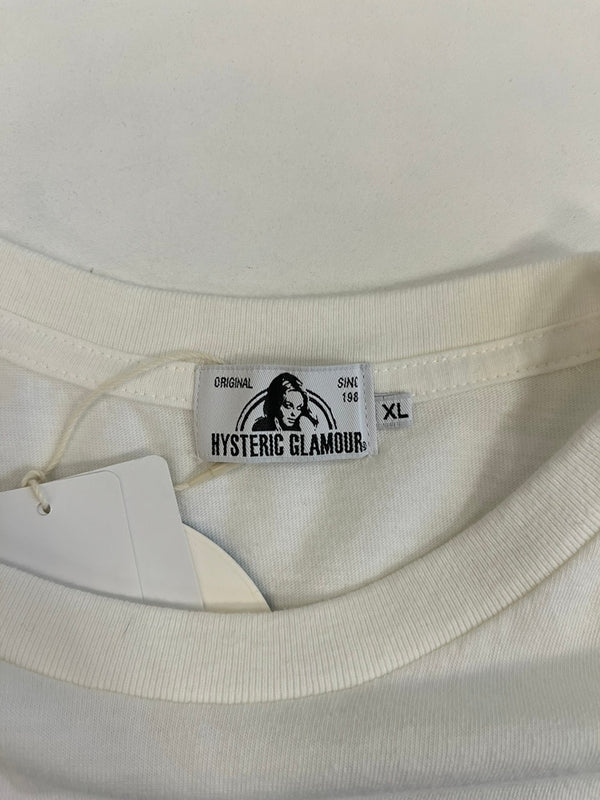 ORIGINAL
SINC
198
HYSTERIC GLAMOUR®
XL